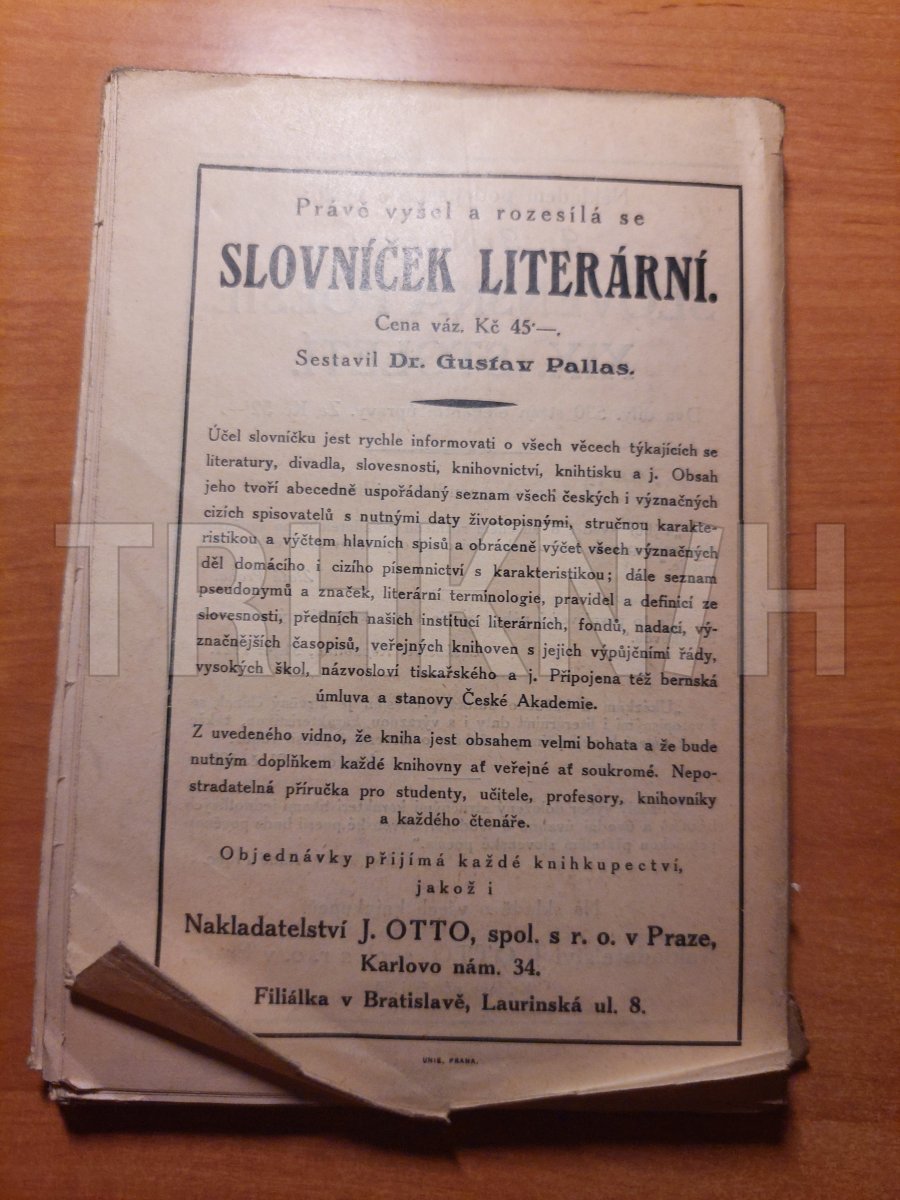 Právě vyšel a rozesílá se
SLOVNÍČEK LITERÁRNÍ.
Cena váz. Kč 45·—.
Sestavil Dr. Gustav Pallas.
Účel slovníčku jest rychle informovati o všech věcech týkajících se
literatury, divadla, slovesnosti, knihovnictví, knihtisku a j. Obsah
jeho tvoří abecedně uspořádaný seznam všech českých i význačných
cizích spisovatelů s nutnými daty životopisnými, stručnou karakte-
ristikou a výčtem hlavních spisů a obráceně výčet všech význačných
děl domácího i cizího písemnictví s karakteristikou; dále seznam
pseudonymů a značek, literární terminologie, pravidel a definicí ze
slovesnosti, předních našich institucí literárních, fondů, nadací, vý-
značnějších časopisů, veřejných knihoven s jejich výpůjčními řády,
vysokých škol, názvosloví tiskařského a j. Připojena též bernská
úmluva a stanovy České Akademie.
Z uvedeného vidno, že kniha jest obsahem velmi bohata a že bude
nutným doplňkem každé knihovny ať veřejné ať soukromé. Nepo-
stradatelná příručka pro studenty, učitele, profesory, knihovníky
a každého čtenáře.
Objednávky přijímá každé knihkupectví,
jakož i
Nakladatelství J. OTTO, spol. s r. o. v Praze,
Karlovo nám. 34.
Filiálka v Bratislavě, Laurinská ul. 8.
UNIE, PRAHA.